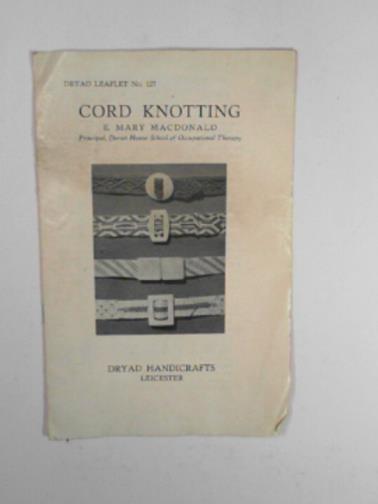 DRYAD LEAFLET No. 127
CORD KNOTTING
E. MARY MACDONALD
Principal, Dorset House School of Occupational Therapy
DRYAD HANDICRAFTS
LEICESTER